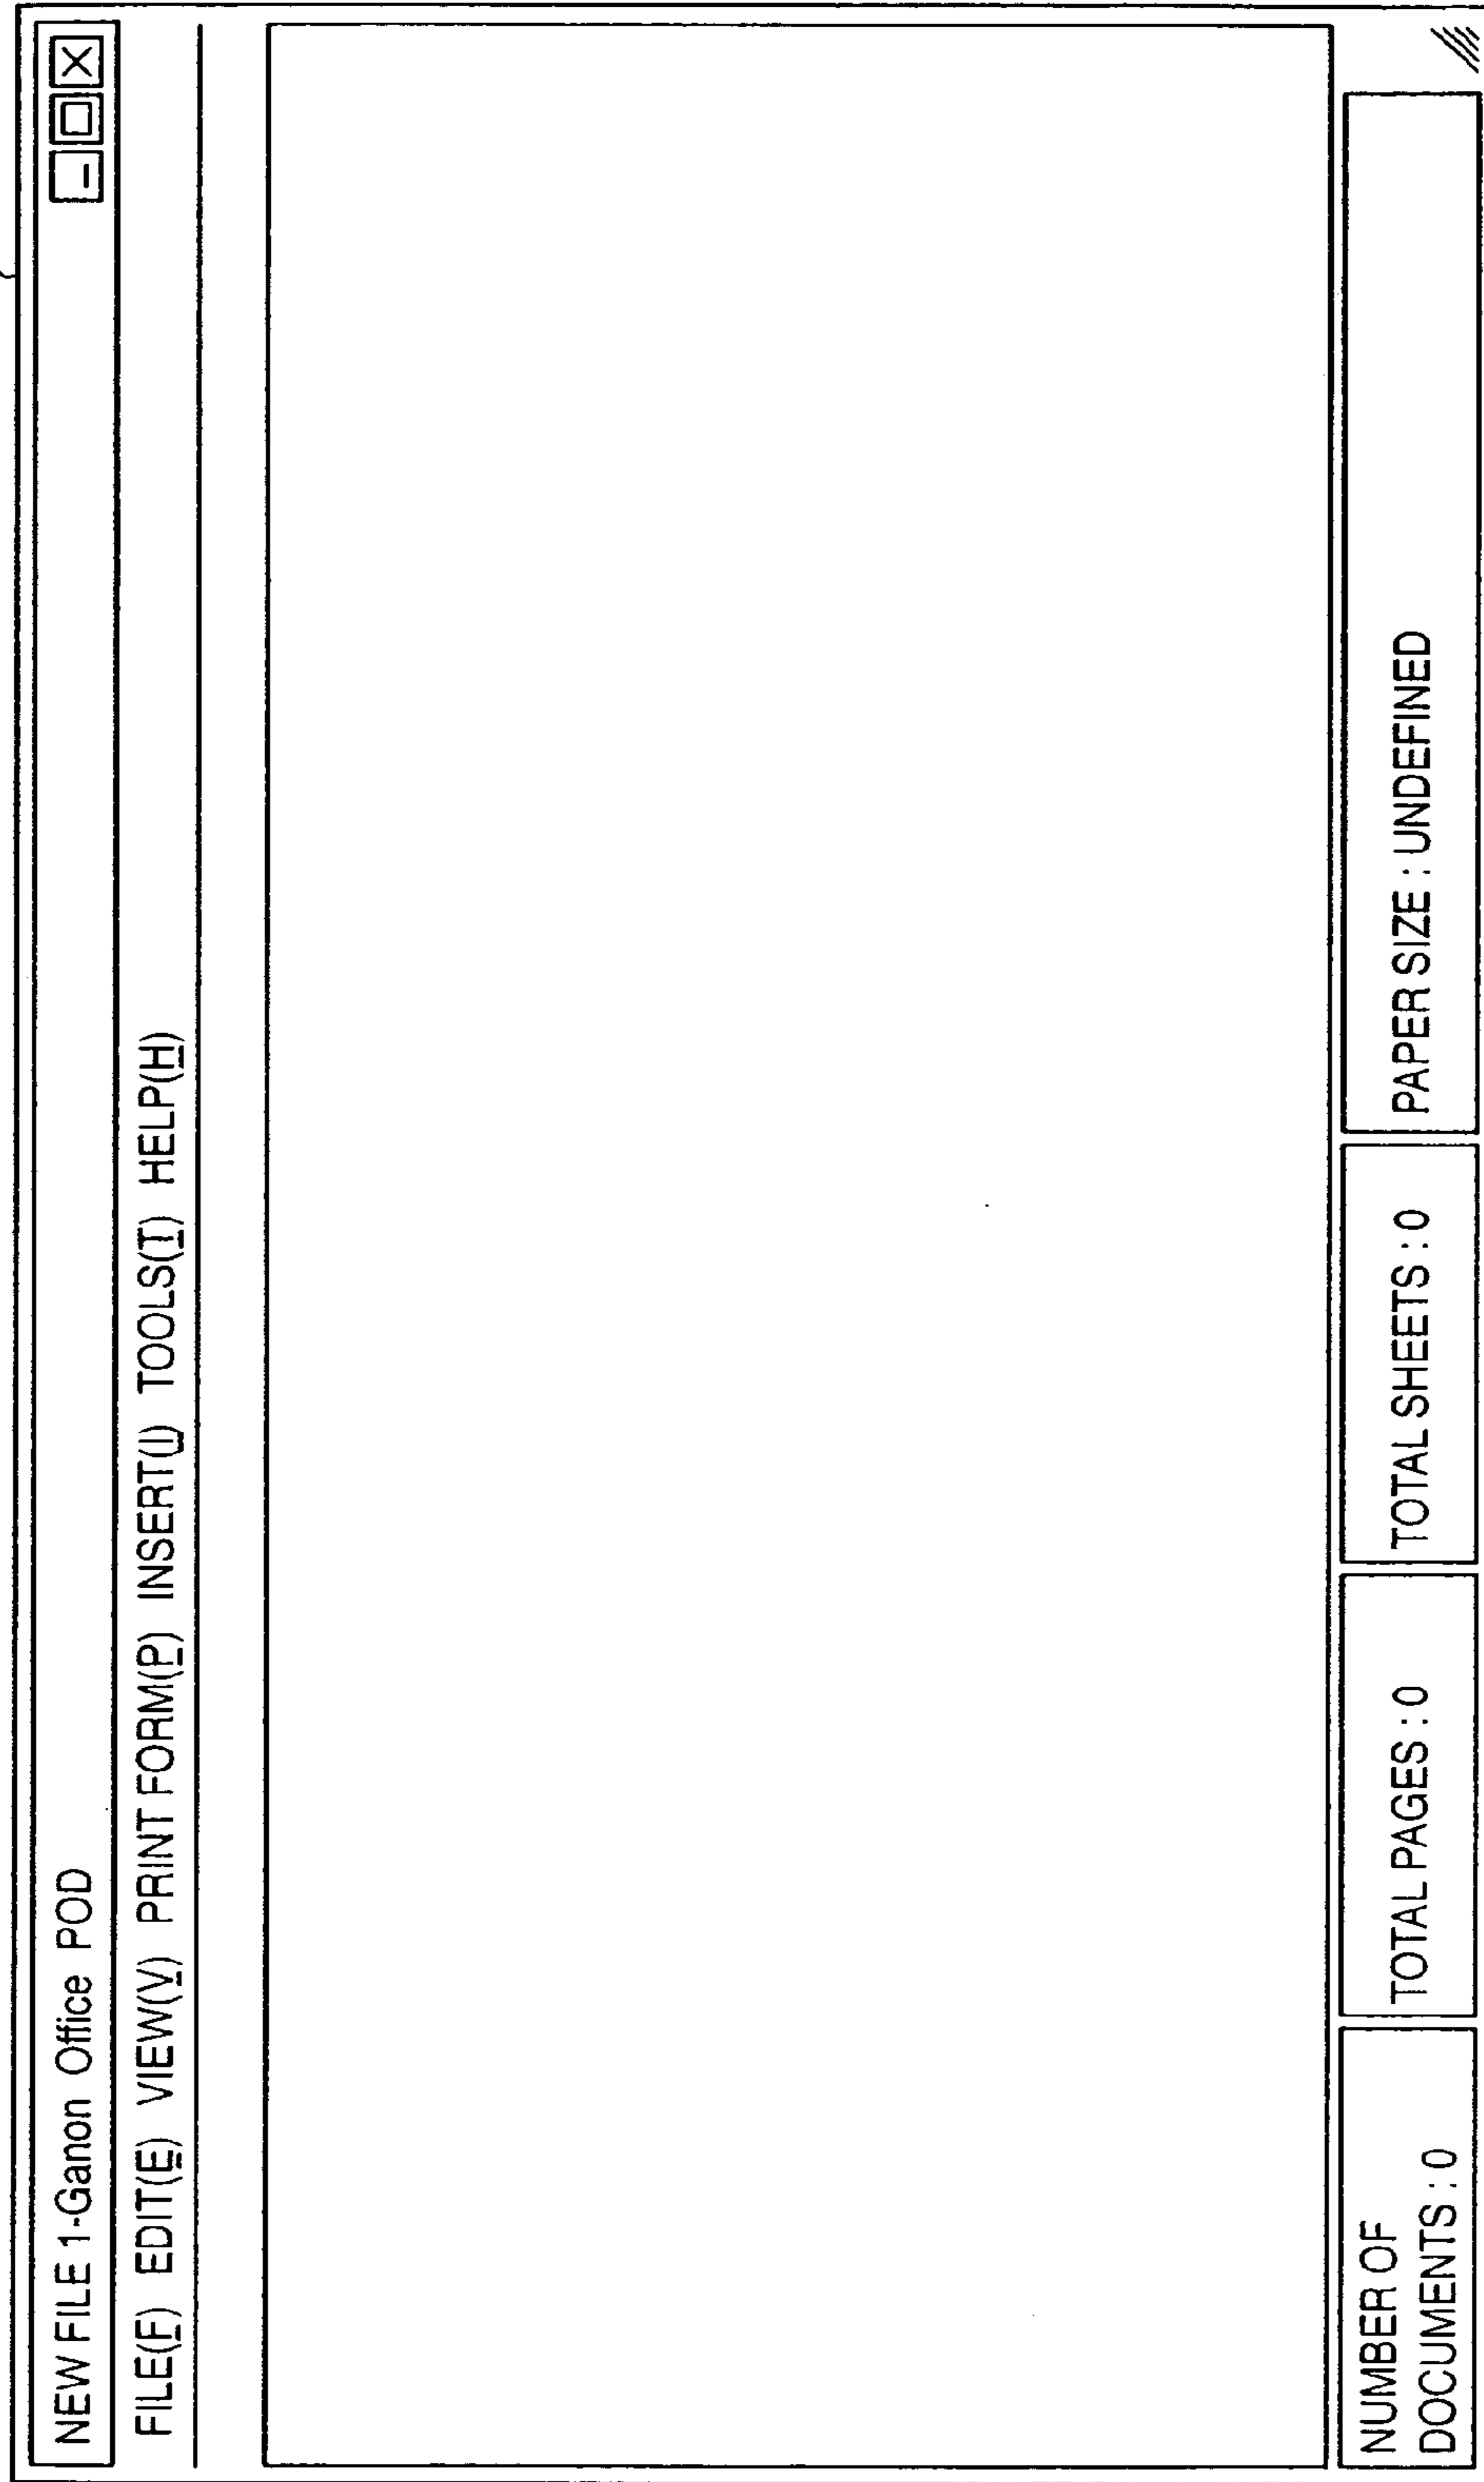 NEW FILE 1-Ganon Office POD
FILE(F) EDIT(E) VIEW(V) PRINT FORM(P) INSERT(I) TOOLS(T) HELP(H)
NUMBER OF
DOCUMENTS : 0
TOTAL PAGES : 0
TOTAL SHEETS : 0
PAPER SIZE : UNDEFINED